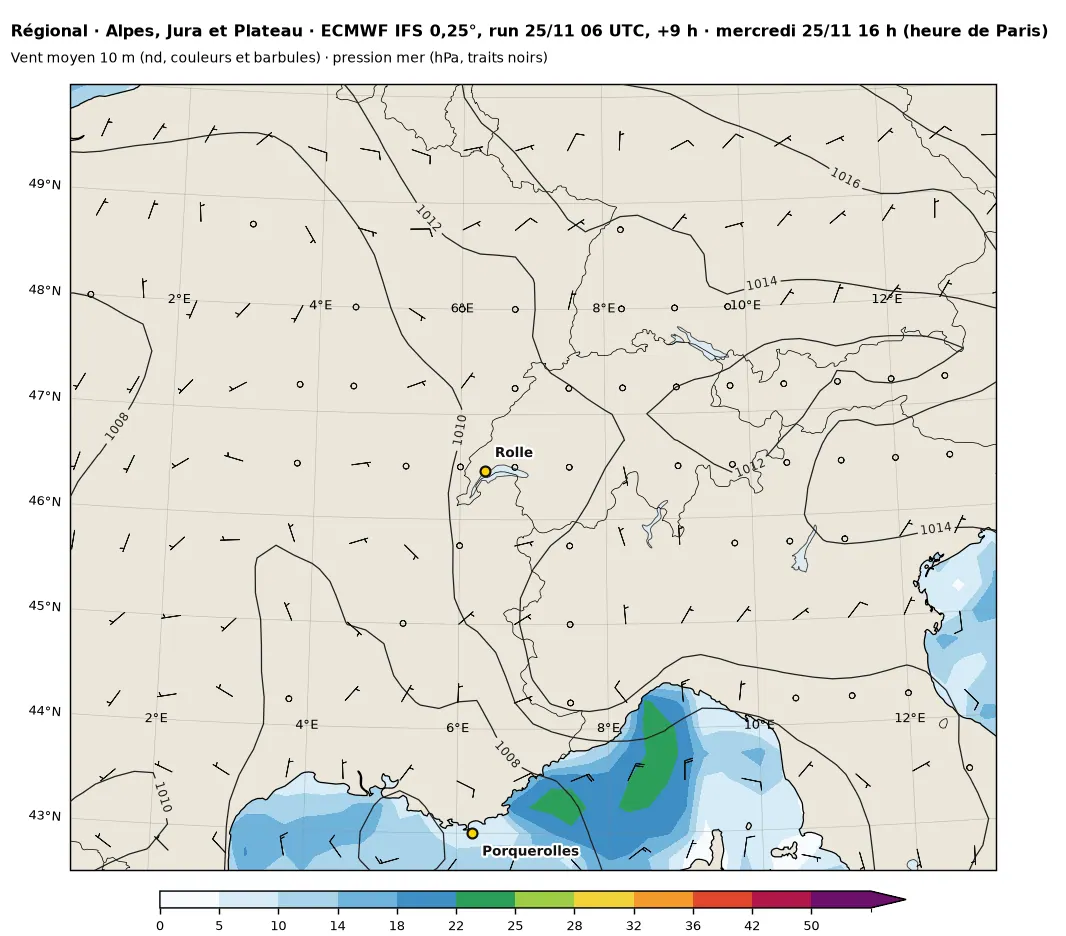 Régional · Alpes, Jura et Plateau · ECMWF IFS 0,25°, run 25/11 06 UTC, +9 h · mercredi 25/11 16 h (heure de Paris)
Vent moyen 10 m (nd, couleurs et barbules) · pression mer (hPa, traits noirs)
49°N
1016
1012
48°N
2°E
4°E
6°E
8°E
1014
10°E
12°E
47°N
1008
1010
Rolle
1012
46°N
1014
45°N
44°N
2°E
4°E
6°E
8°E
10°E
12°E
1008
1010
43°N
Porquerolles
0 5 10 14 18 22 25 28 32 36 42 50